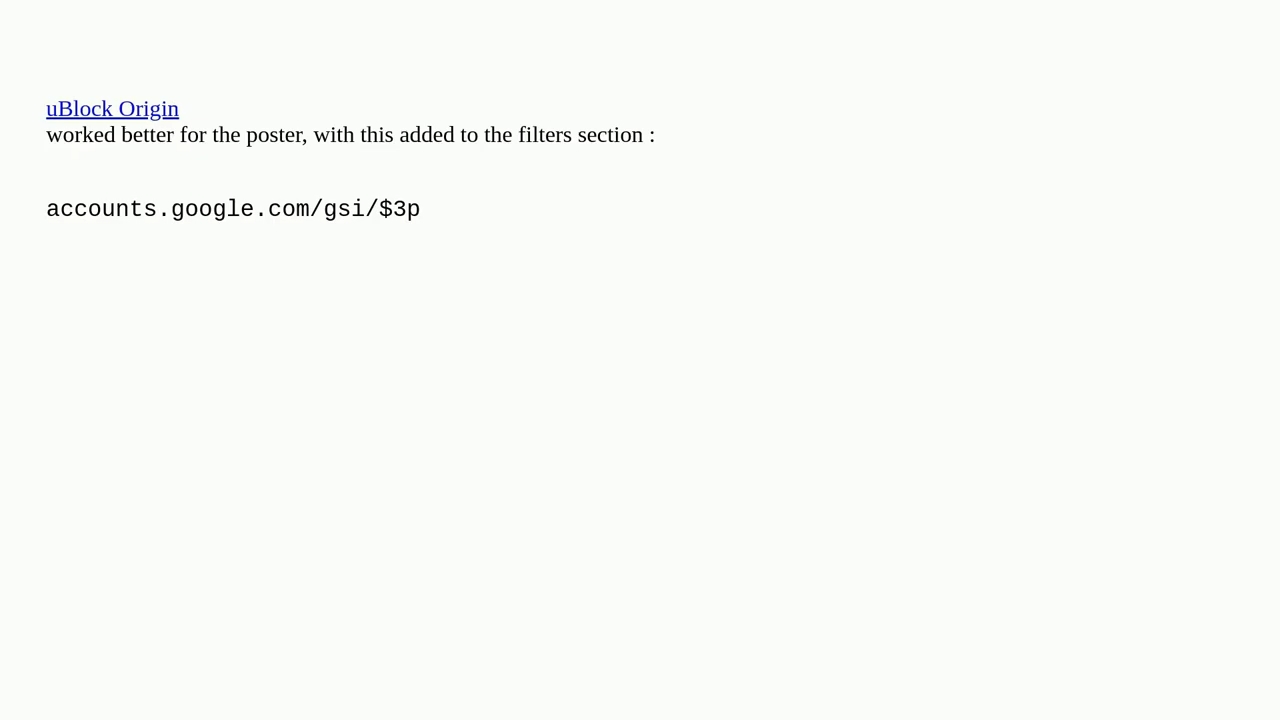 uBlock Origin
worked better for the poster, with this added to the filters section :
accounts.google.com/gsi/$3p